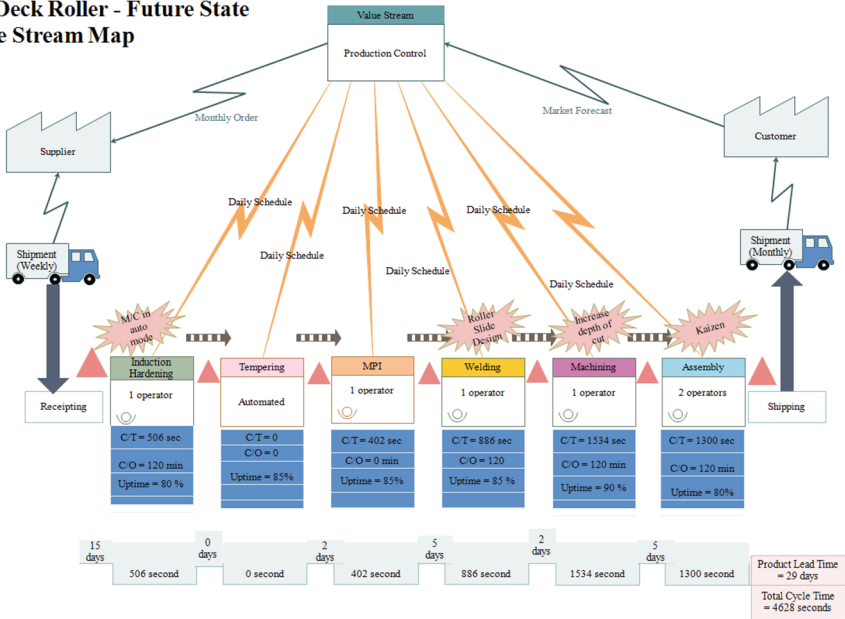 Deck Roller - Future State
e Stream Map
Value Stream
Production Control
Monthly Order
Market Forecast
Supplier
Customer
Daily Schedule
Daily Schedule
Daily Schedule
Daily Schedule
Daily Schedule
Daily Schedule
Shipment
(Weekly)
Shipment
(Monthly)
M/C in
auto
mode
Roller
Slide
Design
Increase
depth of
cut
Kaizen
Receipting
Induction
Hardening
1 operator
C/T = 506 sec
C/O = 120 min
Uptime = 80 %
Tempering
Automated
C/T = 0
C/O = 0
Uptime = 85%
MPI
1 operator
C/T = 402 sec
C/O = 0 min
Uptime = 85%
Welding
1 operator
C/T = 886 sec
C/O = 120
Uptime = 85 %
Machining
1 operator
C/T = 1534 sec
C/O = 120 min
Uptime = 90 %
Assembly
2 operators
C/T = 1300 sec
C/O = 120 min
Uptime = 80%
Shipping
15
days
506 second
0
days
0 second
2
days
402 second
5
days
886 second
2
days
1534 second
5
days
1300 second
Product Lead Time
= 29 days
Total Cycle Time
= 4628 seconds